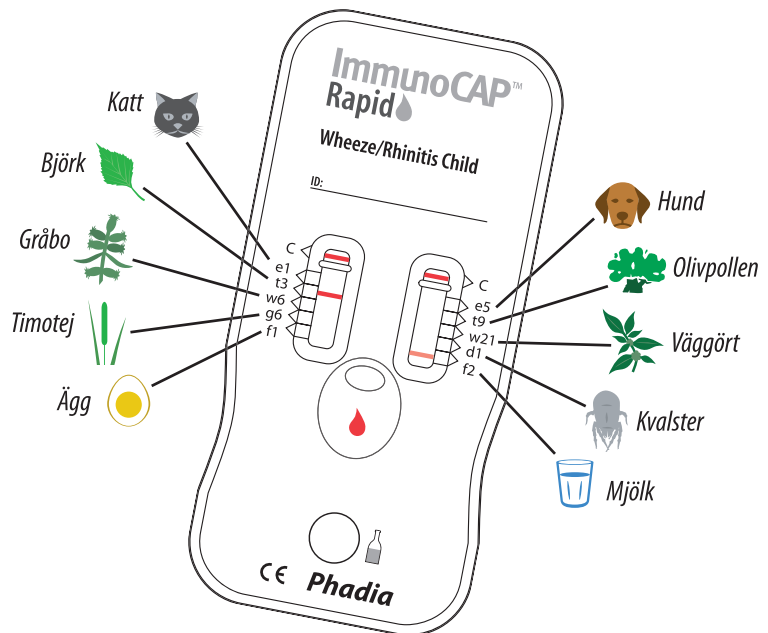 ImmunoCAP™
Rapid
Wheeze/Rhinitis Child
ID:
Katt
Björk
Gråbo
Timotej
Ägg
C
e1
t3
w6
g6
f1
C
e5
t9
w21
d1
f2
Hund
Olivpollen
Väggört
Kvalster
Mjölk
CE Phadia